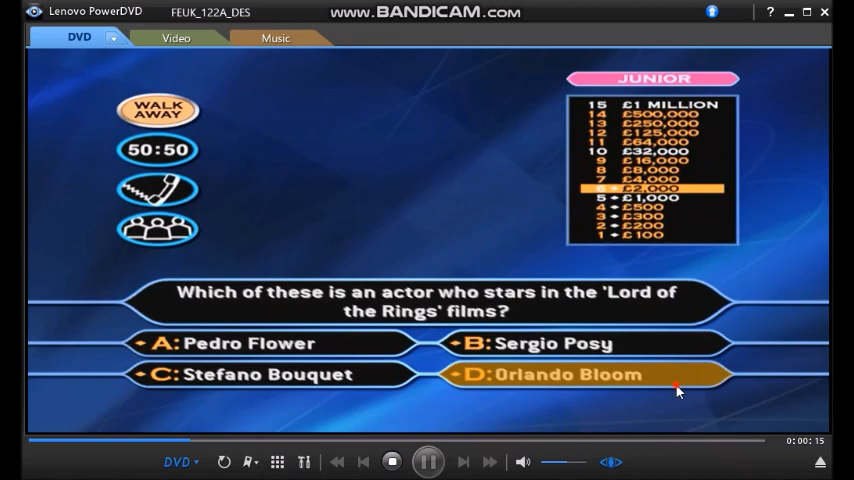 Lenovo PowerDVD
FEUK_122A_DES
www.BANDICAM.com
?
DVD
Video
Music
WALK
AWAY
50:50
JUNIOR
15 £1 MILLION
14 £500,000
13 £250,000
12 £125,000
11 £64,000
10 £32,000
9 £16,000
8 £8,000
7 £4,000
6 £2,000
5 £1,000
4 £500
3 £300
2 £200
1 £100
Which of these is an actor who stars in the 'Lord of
the Rings' films?
A: Pedro Flower
B: Sergio Posy
C: Stefano Bouquet
D: Orlando Bloom
0:00:15
DVD